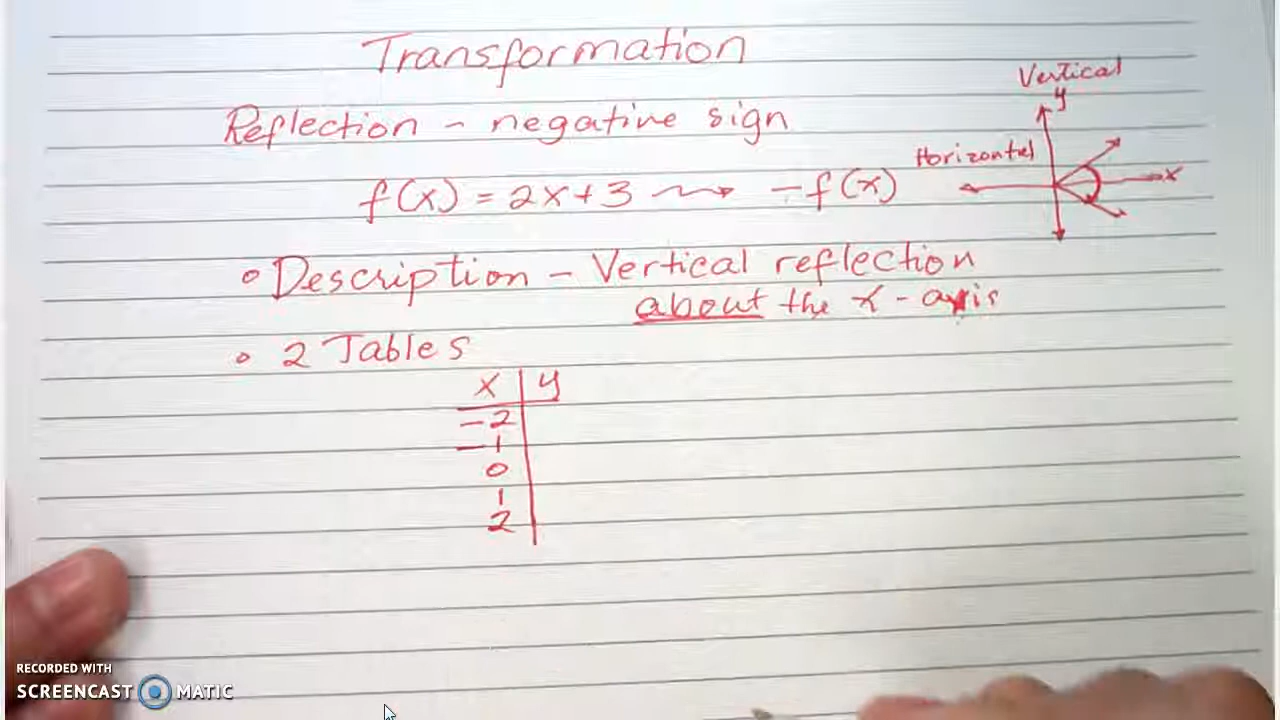 Transformation
Reflection - negative sign
Vertical
y
Horizontal
x
f(x) = 2x+3 ⇝ -f(x)
• Description - Vertical reflection
about the x-axis
• 2 Tables
x | y
-2
-1
0
1
2
RECORDED WITH
SCREENCAST MATIC